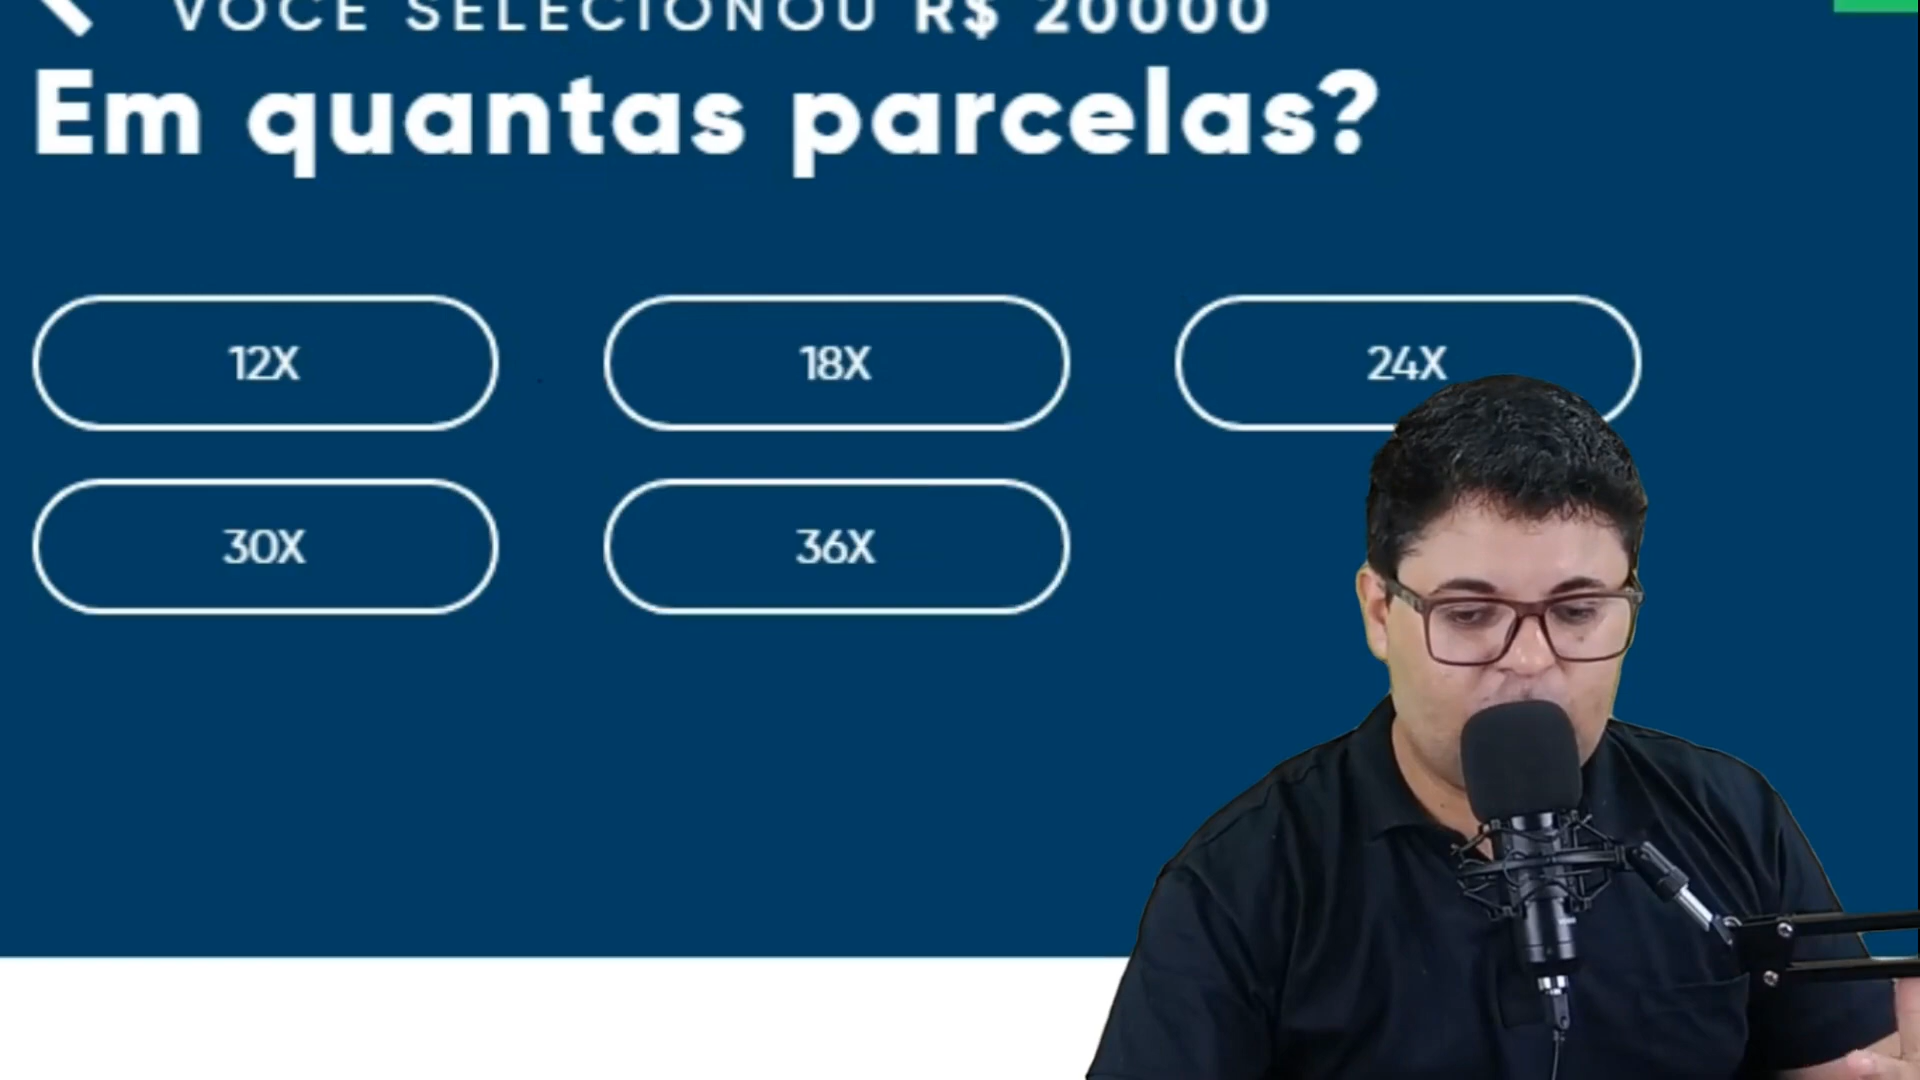 VOCÊ SELECIONOU R$ 20000
Em quantas parcelas?
12X
18X
24X
30X
36X